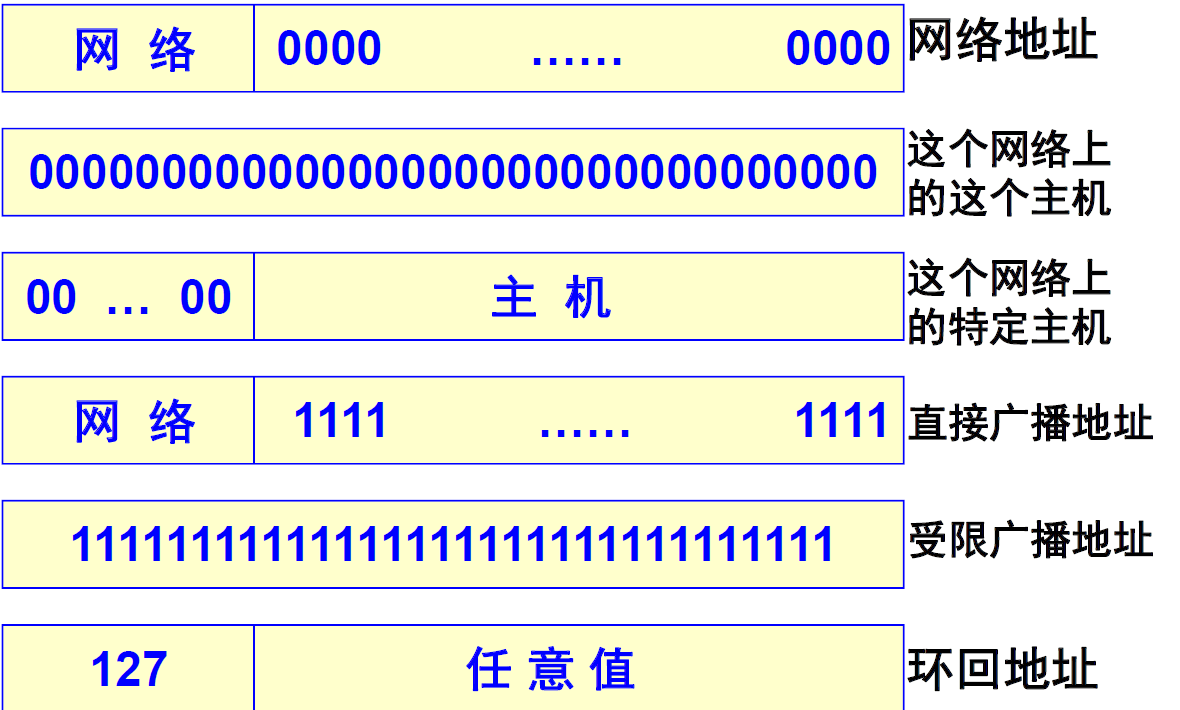 网 络 0000 …… 0000 网络地址
00000000000000000000000000000000 这个网络上
的这个主机
00 … 00 主 机 这个网络上
的特定主机
网 络 1111 …… 1111 直接广播地址
11111111111111111111111111111111 受限广播地址
127 任 意 值 环回地址